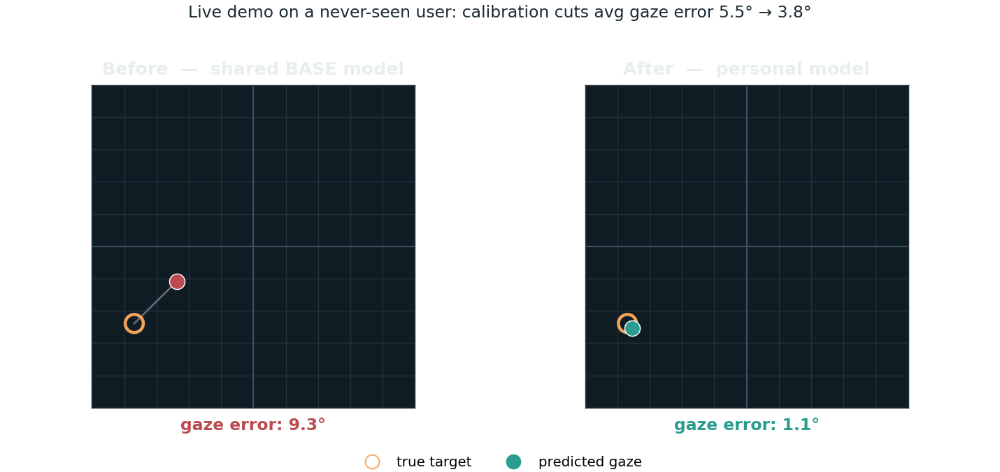 Live demo on a never-seen user: calibration cuts avg gaze error 5.5° → 3.8°
Before — shared BASE model
After — personal model
gaze error: 9.3°
gaze error: 1.1°
true target
predicted gaze